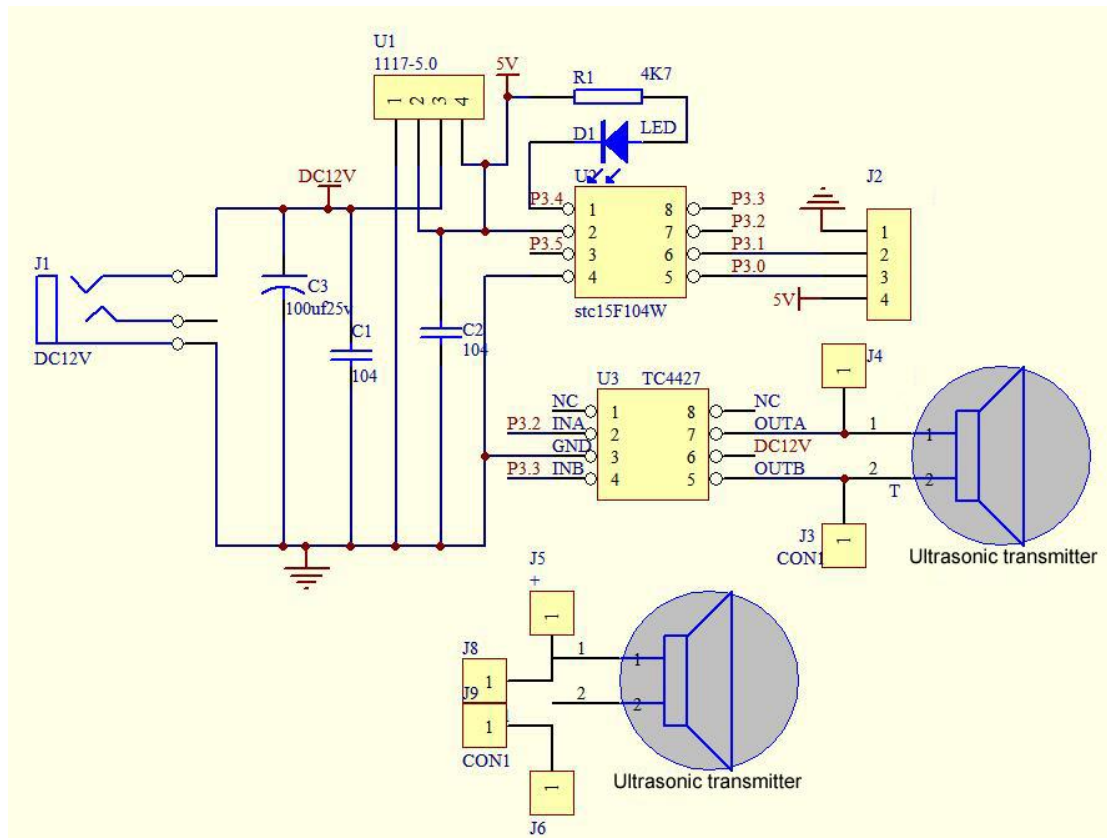 U1
1117-5.0
1 2 3 4
5V
R1 4K7
D1 LED
DC12V
J1
DC12V
C3
100uf25v
C1
104
C2
104
P3.4
P3.5
1 8
2 7
3 6
4 5
stc15F104W
P3.3
P3.2
P3.1
P3.0
J2
1
2
3
4
5V
U3 TC4427
NC
P3.2 INA
GND
P3.3 INB
1 8
2 7
3 6
4 5
NC
OUTA
DC12V
OUTB
J4
1
1 1
2 2
T
J3
CON1
1
Ultrasonic transmitter
J5
+
1
J8
1
J9
1
CON1
1 1
2 2
J6
1
Ultrasonic transmitter